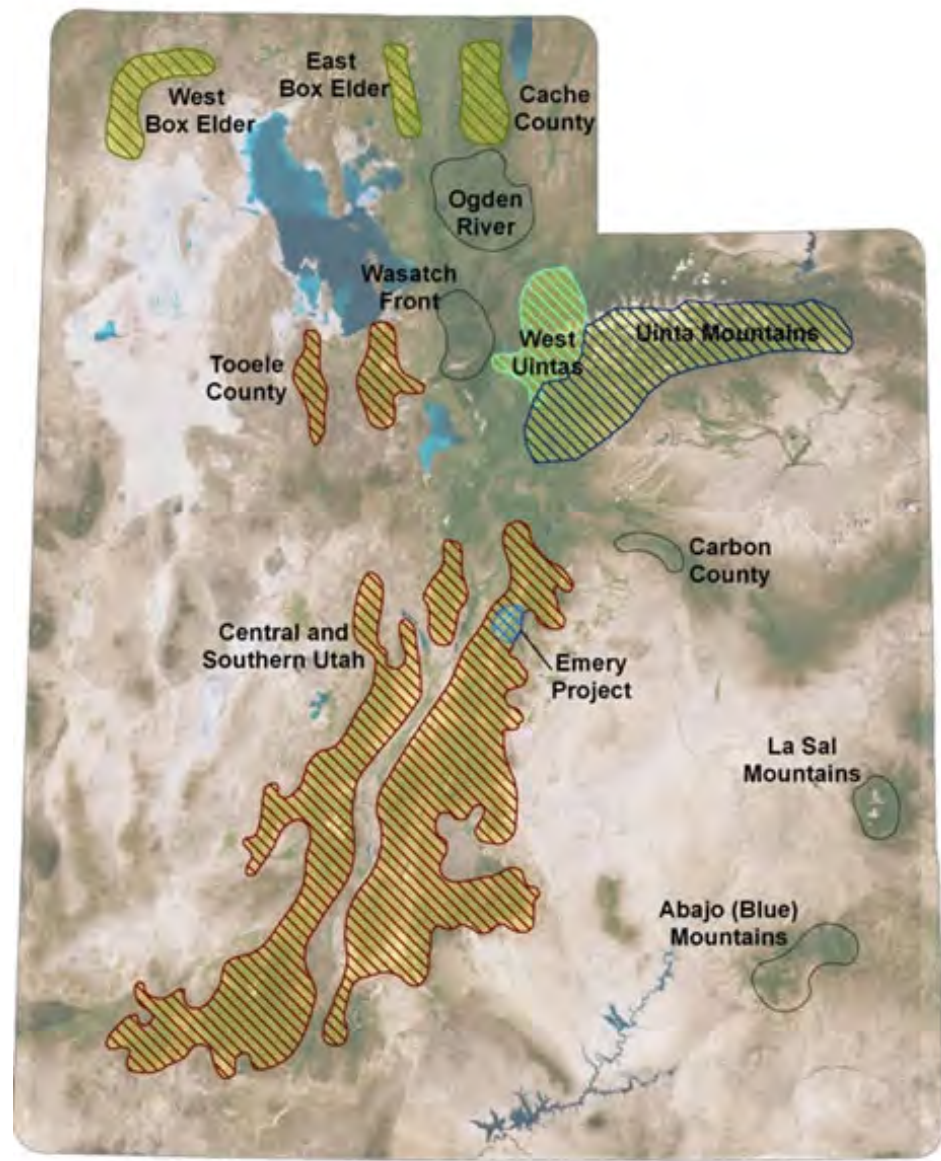 West
Box Elder
East
Box Elder
Cache
County
Ogden
River
Wasatch
Front
West
Uintas
Uinta Mountains
Tooele
County
Carbon
County
Central and
Southern Utah
Emery
Project
La Sal
Mountains
Abajo (Blue)
Mountains